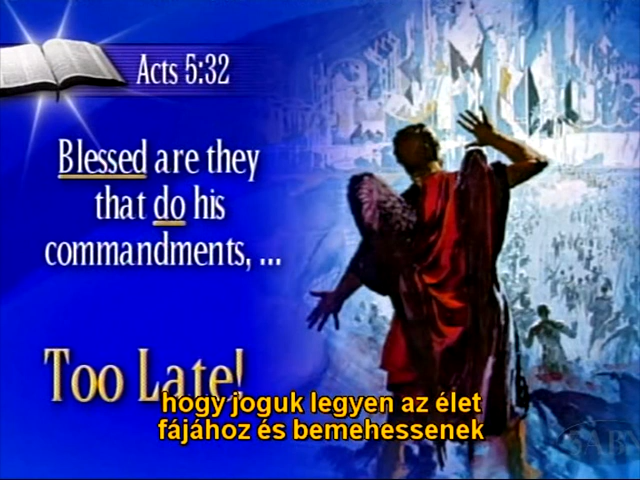 Acts 5:32
Blessed are they
that do his
commandments, ...
Too Late!
hogy joguk legyen az élet
fájához és bemehessenek